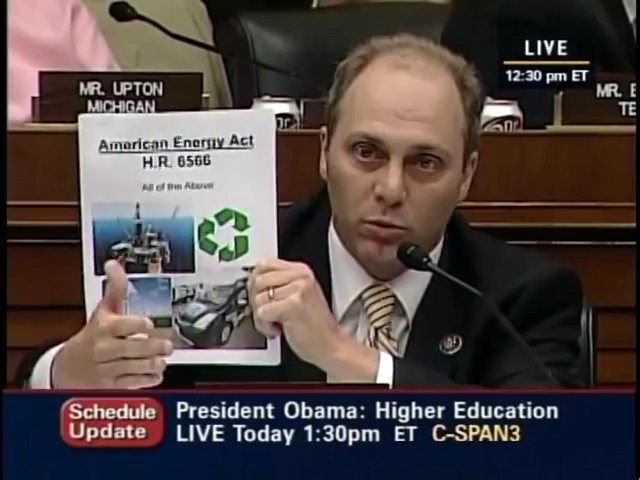 LIVE
12:30 pm ET
MR. UPTON
MICHIGAN
MR.
TE
American Energy Act
H.R. 6566
All of the Above
Schedule
Update
President Obama: Higher Education
LIVE Today 1:30pm ET C-SPAN3